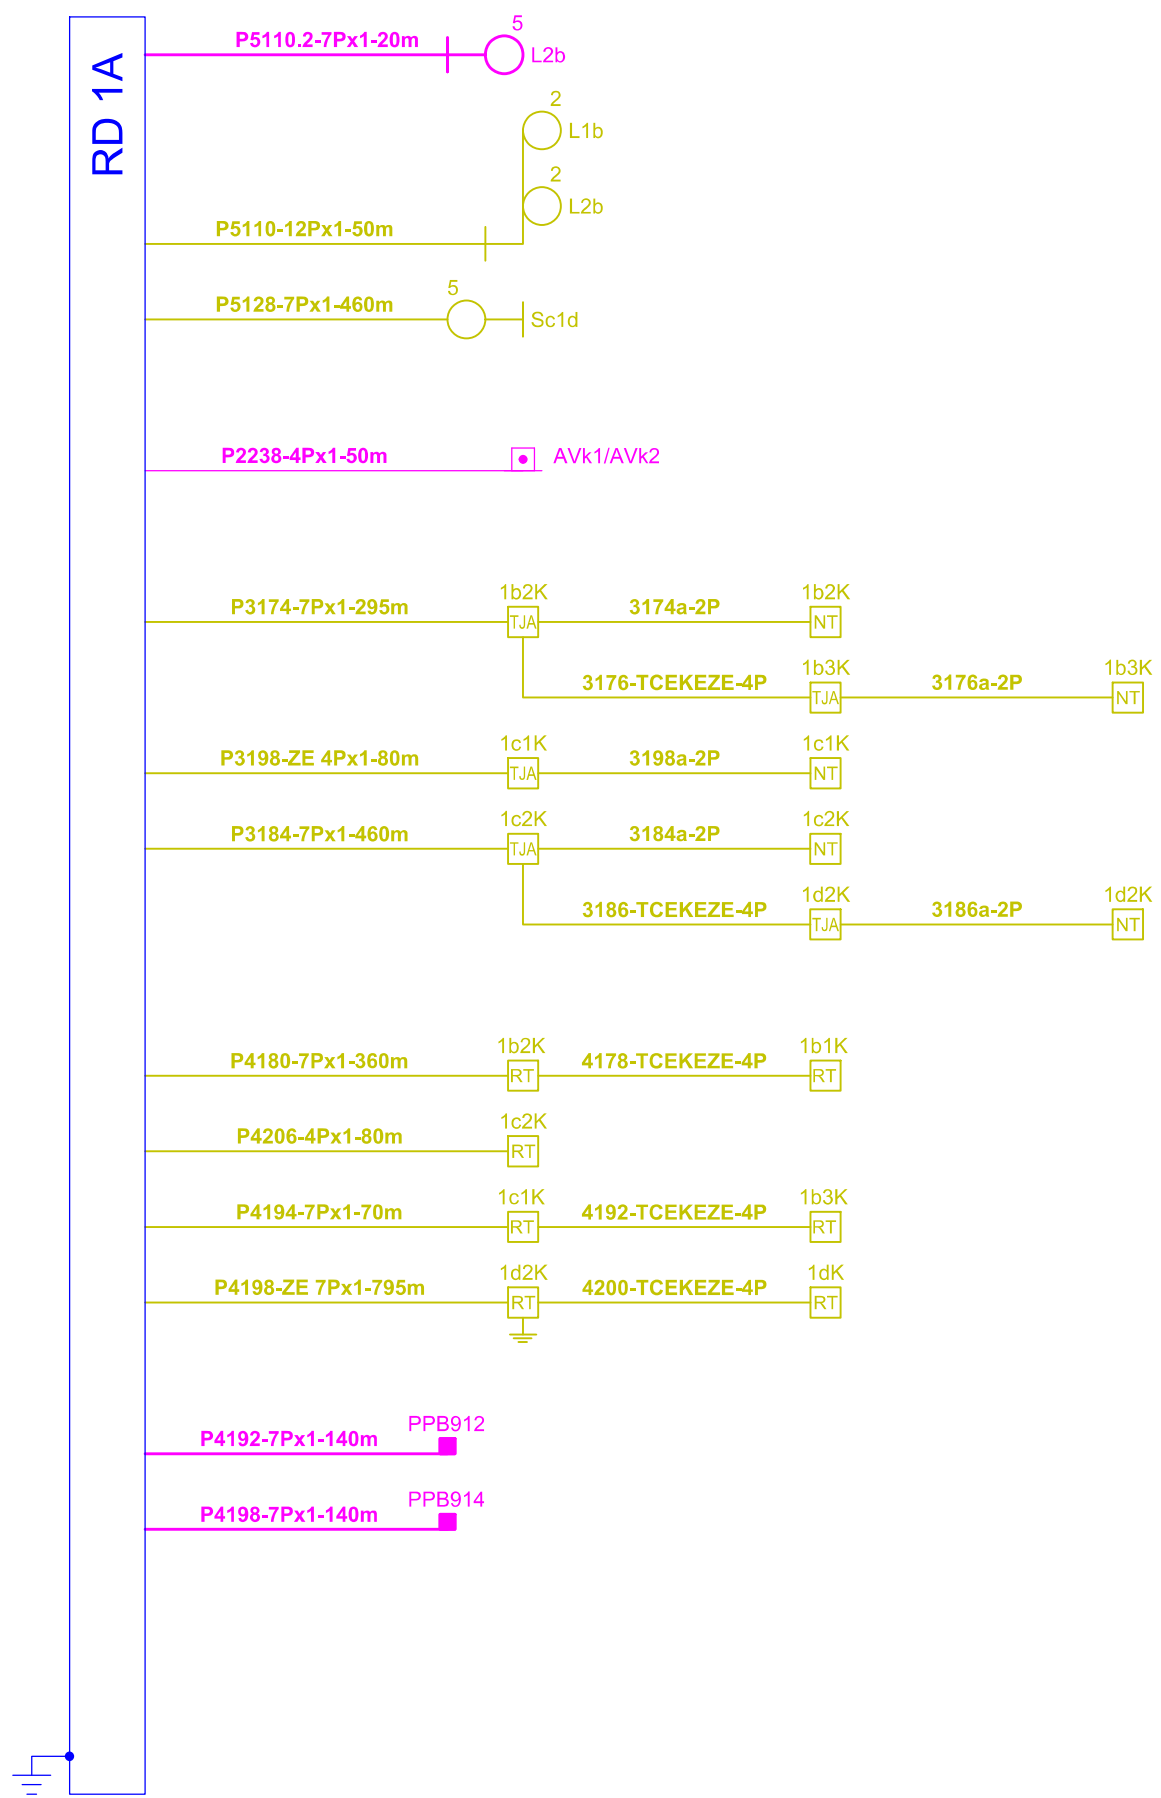 RD 1A
5
P5110.2-7Px1-20m
L2b
2
L1b
2
L2b
P5110-12Px1-50m
5
P5128-7Px1-460m
Sc1d
P2238-4Px1-50m
AVk1/AVk2
1b2K 1b2K
P3174-7Px1-295m TJA 3174a-2P NT
1b3K 1b3K
3176-TCEKEZE-4P TJA 3176a-2P NT
1c1K 1c1K
P3198-ZE 4Px1-80m TJA 3198a-2P NT
1c2K 1c2K
P3184-7Px1-460m TJA 3184a-2P NT
1d2K 1d2K
3186-TCEKEZE-4P TJA 3186a-2P NT
1b2K 1b1K
P4180-7Px1-360m RT 4178-TCEKEZE-4P RT
1c2K
P4206-4Px1-80m RT
1c1K 1b3K
P4194-7Px1-70m RT 4192-TCEKEZE-4P RT
1d2K 1dK
P4198-ZE 7Px1-795m RT 4200-TCEKEZE-4P RT
PPB912
P4192-7Px1-140m
PPB914
P4198-7Px1-140m